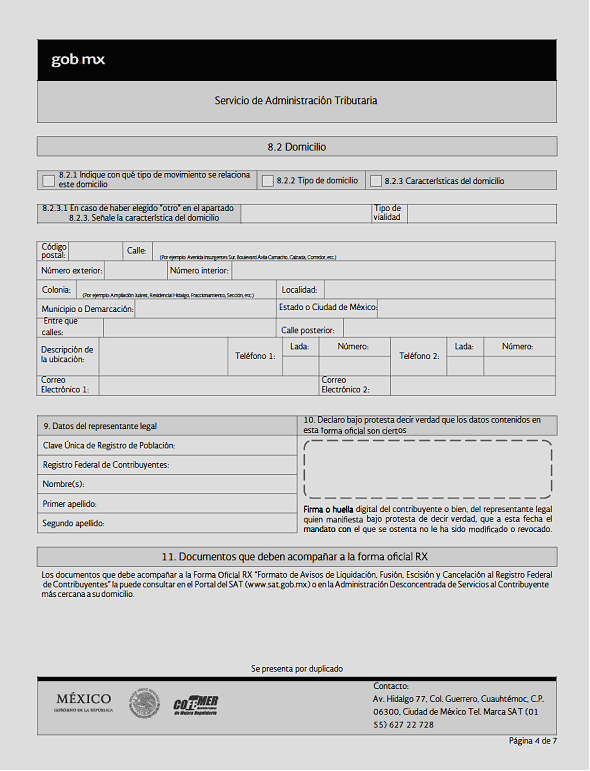 gob.mx
Servicio de Administración Tributaria
8.2 Domicilio
8.2.1 Indique con qué tipo de movimiento se relaciona
este domicilio
8.2.2 Tipo de domicilio
8.2.3 Características del domicilio
8.2.3.1 En caso de haber elegido "otro" en el apartado
8.2.3. Señale la característica del domicilio
Tipo de
vialidad
Código
postal:
Calle:
(Por ejemplo: Avenida Insurgentes Sur, Boulevard Ávila Camacho, Calzada, Corredor, etc.)
Número exterior:
Número interior:
Colonia:
(Por ejemplo: Ampliación Juárez, Residencial Hidalgo, Fraccionamiento, Sección, etc.)
Localidad:
Municipio o Demarcación:
Estado o Ciudad de México:
Entre que
calles:
Calle posterior:
Descripción de
la ubicación:
Teléfono 1:
Lada:
Número:
Teléfono 2:
Lada:
Número:
Correo
Electrónico 1:
Correo
Electrónico 2:
9. Datos del representante legal
Clave Única de Registro de Población:
Registro Federal de Contribuyentes:
Nombre(s):
Primer apellido:
Segundo apellido:
10. Declaro bajo protesta decir verdad que los datos contenidos en
esta forma oficial son ciertos
Firma o huella digital del contribuyente o bien, del representante legal
quien manifiesta bajo protesta de decir verdad, que a esta fecha el
mandato con el que se ostenta no le ha sido modificado o revocado.
11. Documentos que deben acompañar a la forma oficial RX
Los documentos que debe acompañar a la Forma Oficial RX "Formato de Avisos de Liquidación, Fusión, Escisión y Cancelación al Registro Federal
de Contribuyentes" la puede consultar en el Portal del SAT (www.sat.gob.mx) o en la Administración Desconcentrada de Servicios al Contribuyente
más cercana a su domicilio.
Se presenta por duplicado
MÉXICO
GOBIERNO DE LA REPÚBLICA
COFEMER
de Mejora Regulatoria
Contacto:
Av. Hidalgo 77, Col. Guerrero, Cuauhtémoc, C.P.
06300, Ciudad de México Tel. Marca SAT (01
55) 627 22 728
Página 4 de 7